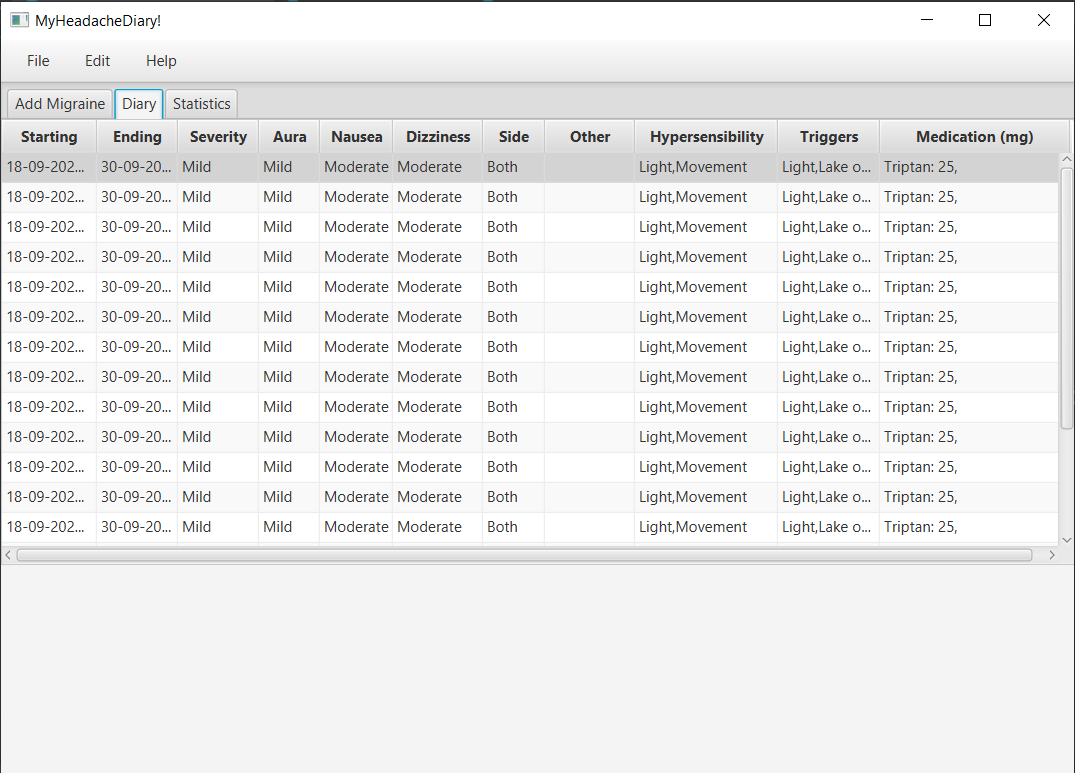 MyHeadacheDiary!
File Edit Help
Add Migraine Diary Statistics
Starting Ending Severity Aura Nausea Dizziness Side Other Hypersensibility Triggers Medication (mg)
18-09-202... 30-09-20... Mild Mild Moderate Moderate Both Light,Movement Light,Lake o... Triptan: 25,
18-09-202... 30-09-20... Mild Mild Moderate Moderate Both Light,Movement Light,Lake o... Triptan: 25,
18-09-202... 30-09-20... Mild Mild Moderate Moderate Both Light,Movement Light,Lake o... Triptan: 25,
18-09-202... 30-09-20... Mild Mild Moderate Moderate Both Light,Movement Light,Lake o... Triptan: 25,
18-09-202... 30-09-20... Mild Mild Moderate Moderate Both Light,Movement Light,Lake o... Triptan: 25,
18-09-202... 30-09-20... Mild Mild Moderate Moderate Both Light,Movement Light,Lake o... Triptan: 25,
18-09-202... 30-09-20... Mild Mild Moderate Moderate Both Light,Movement Light,Lake o... Triptan: 25,
18-09-202... 30-09-20... Mild Mild Moderate Moderate Both Light,Movement Light,Lake o... Triptan: 25,
18-09-202... 30-09-20... Mild Mild Moderate Moderate Both Light,Movement Light,Lake o... Triptan: 25,
18-09-202... 30-09-20... Mild Mild Moderate Moderate Both Light,Movement Light,Lake o... Triptan: 25,
18-09-202... 30-09-20... Mild Mild Moderate Moderate Both Light,Movement Light,Lake o... Triptan: 25,
18-09-202... 30-09-20... Mild Mild Moderate Moderate Both Light,Movement Light,Lake o... Triptan: 25,
18-09-202... 30-09-20... Mild Mild Moderate Moderate Both Light,Movement Light,Lake o... Triptan: 25,